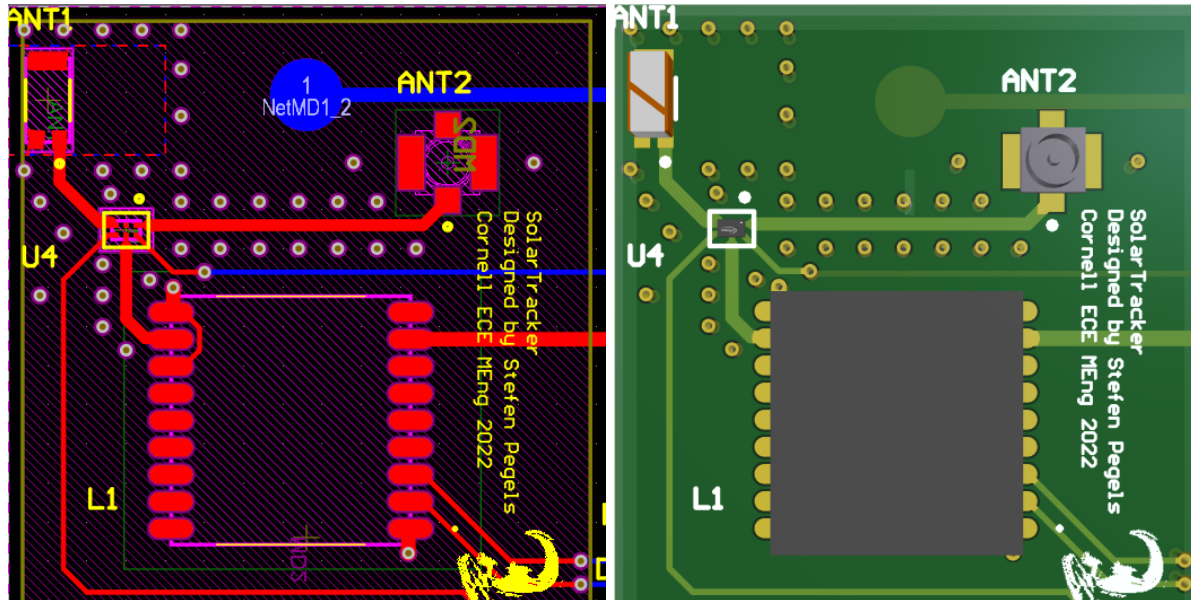 ANT1
1
NetMD1_2
ANT2
MDS
U4
SolarTracker
Designed by Stefen Pegels
Cornell ECE MEng 2022
L1
ANT1
ANT2
U4
SolarTracker
Designed by Stefen Pegels
Cornell ECE MEng 2022
L1